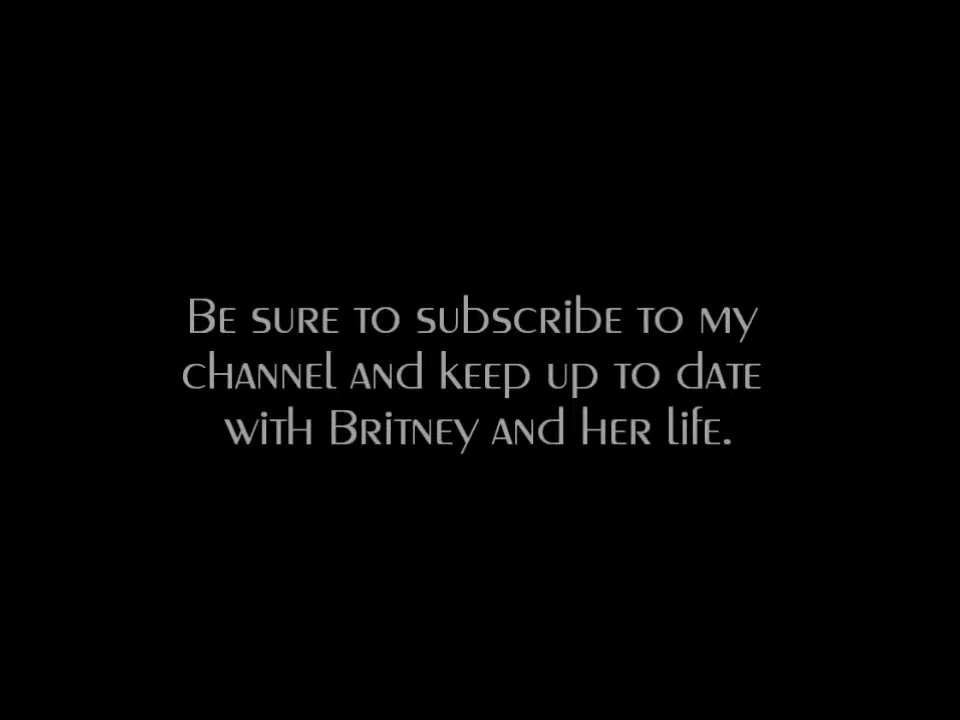 Be sure to subscribe to my
channel and keep up to date
with Britney and her life.